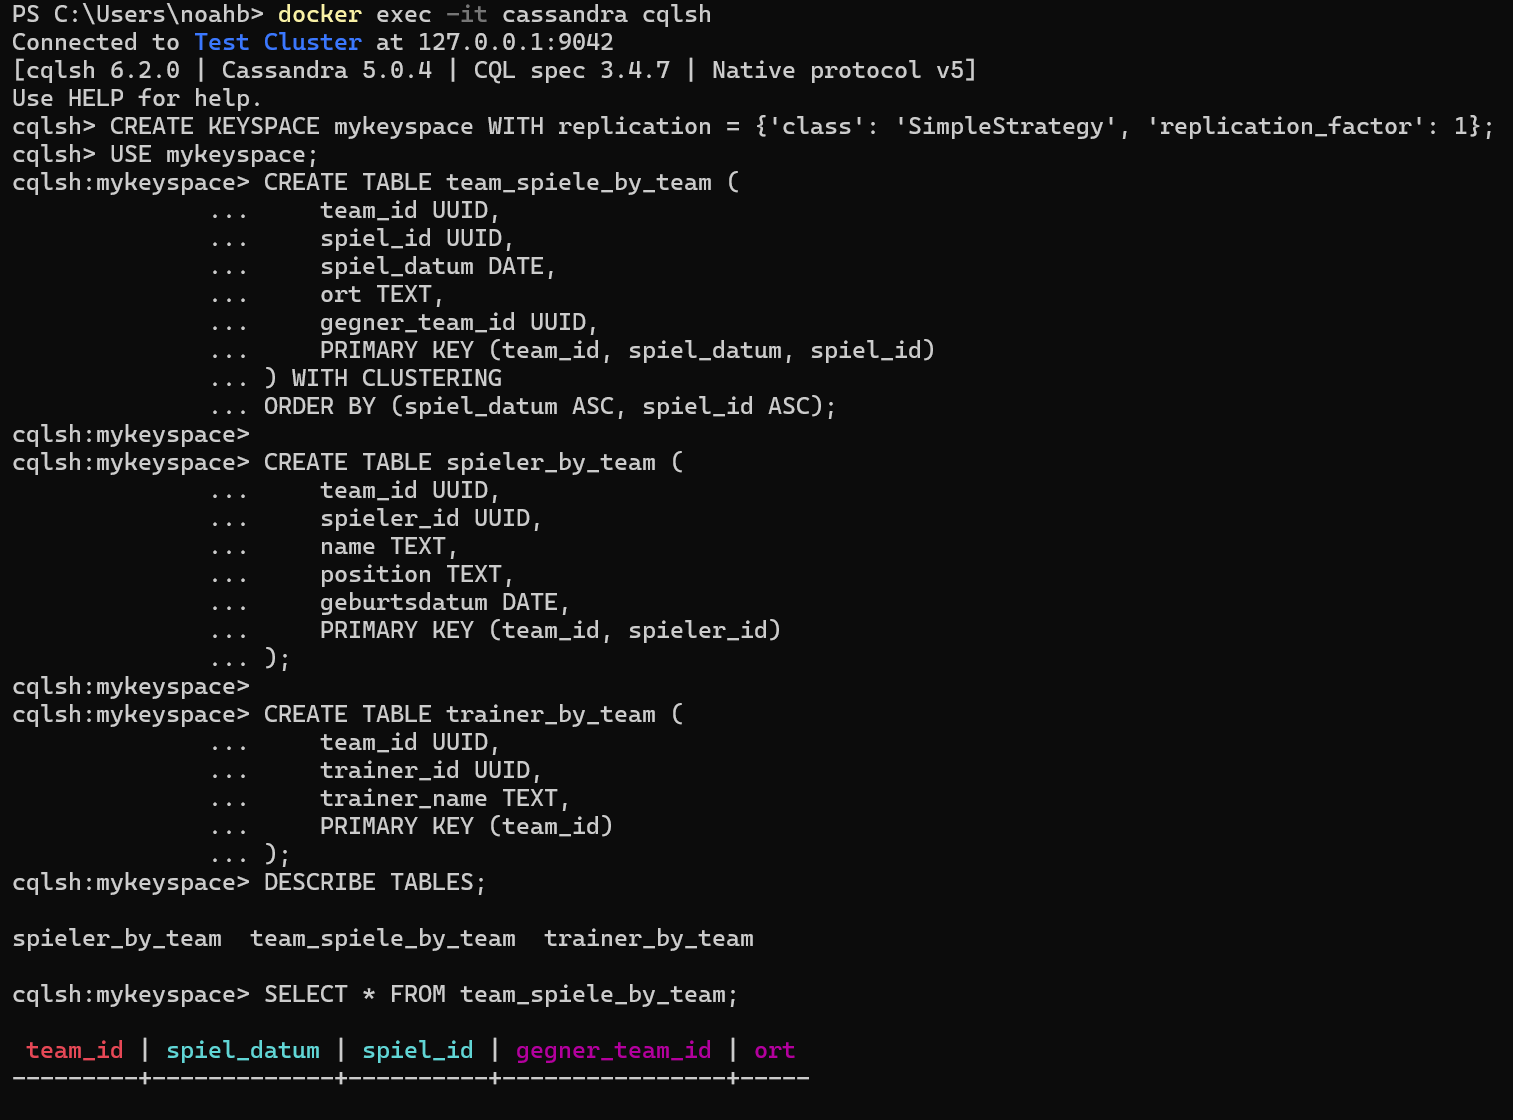 PS C:\Users\noahb> docker exec -it cassandra cqlsh
Connected to Test Cluster at 127.0.0.1:9042
[cqlsh 6.2.0 | Cassandra 5.0.4 | CQL spec 3.4.7 | Native protocol v5]
Use HELP for help.
cqlsh> CREATE KEYSPACE mykeyspace WITH replication = {'class': 'SimpleStrategy', 'replication_factor': 1};
cqlsh> USE mykeyspace;
cqlsh:mykeyspace> CREATE TABLE team_spiele_by_team (
              ...     team_id UUID,
              ...     spiel_id UUID,
              ...     spiel_datum DATE,
              ...     ort TEXT,
              ...     gegner_team_id UUID,
              ...     PRIMARY KEY (team_id, spiel_datum, spiel_id)
              ... ) WITH CLUSTERING
              ... ORDER BY (spiel_datum ASC, spiel_id ASC);
cqlsh:mykeyspace>
cqlsh:mykeyspace> CREATE TABLE spieler_by_team (
              ...     team_id UUID,
              ...     spieler_id UUID,
              ...     name TEXT,
              ...     position TEXT,
              ...     geburtsdatum DATE,
              ...     PRIMARY KEY (team_id, spieler_id)
              ... );
cqlsh:mykeyspace>
cqlsh:mykeyspace> CREATE TABLE trainer_by_team (
              ...     team_id UUID,
              ...     trainer_id UUID,
              ...     trainer_name TEXT,
              ...     PRIMARY KEY (team_id)
              ... );
cqlsh:mykeyspace> DESCRIBE TABLES;
spieler_by_team  team_spiele_by_team  trainer_by_team
cqlsh:mykeyspace> SELECT * FROM team_spiele_by_team;
 team_id | spiel_datum | spiel_id | gegner_team_id | ort
---------+-------------+----------+----------------+-----